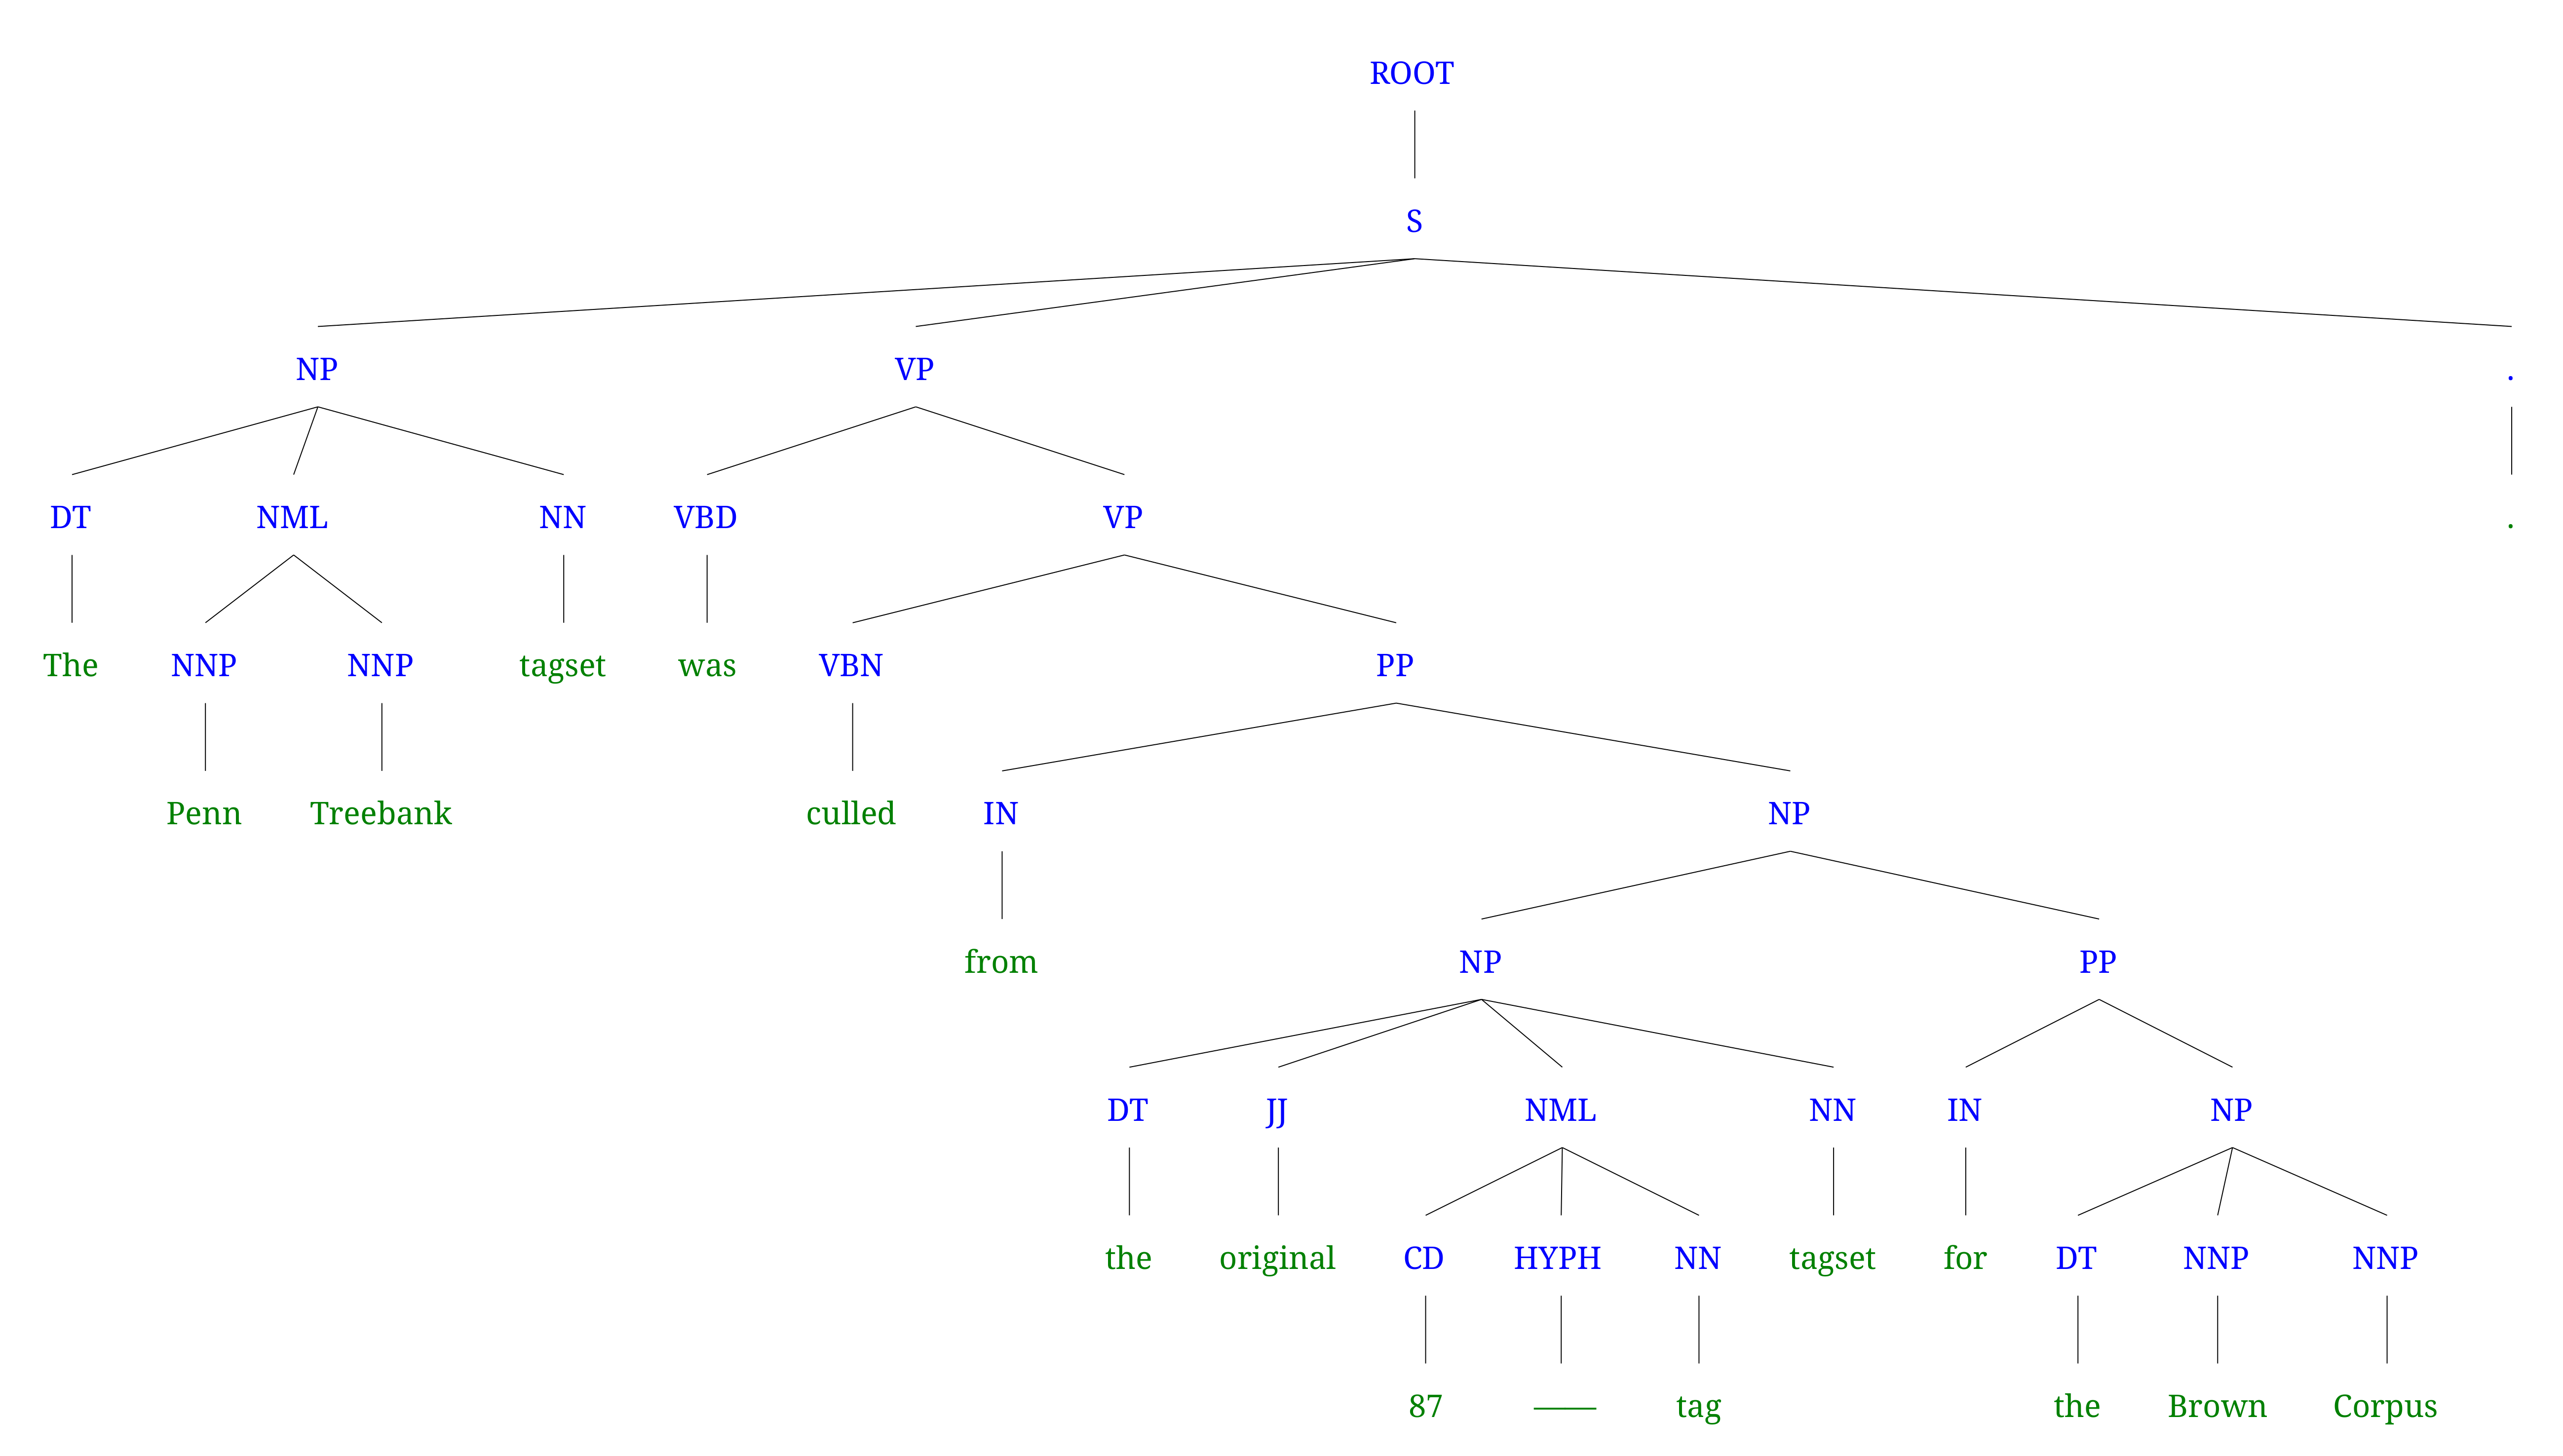 ROOT
S
NP VP .
DT NML NN VBD VP .
The NNP NNP tagset was VBN PP
Penn Treebank culled IN NP
from NP PP
DT JJ NML NN IN NP
the original CD HYPH NN tagset for DT NNP NNP
87 —— tag the Brown Corpus